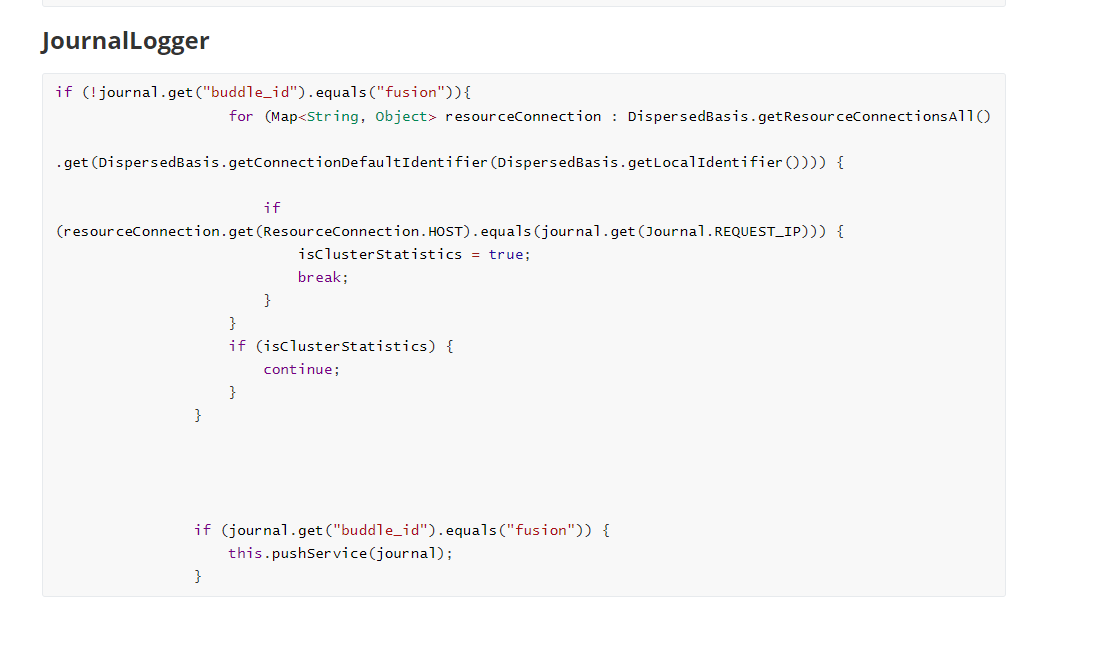 JournalLogger
if (!journal.get("buddle_id").equals("fusion")){
for (Map<String, Object> resourceConnection : DispersedBasis.getResourceConnectionsAll()
.get(DispersedBasis.getConnectionDefaultIdentifier(DispersedBasis.getLocalIdentifier()))) {
if
(resourceConnection.get(ResourceConnection.HOST).equals(journal.get(Journal.REQUEST_IP))) {
isClusterStatistics = true;
break;
}
}
if (isClusterStatistics) {
continue;
}
}
if (journal.get("buddle_id").equals("fusion")) {
this.pushService(journal);
}